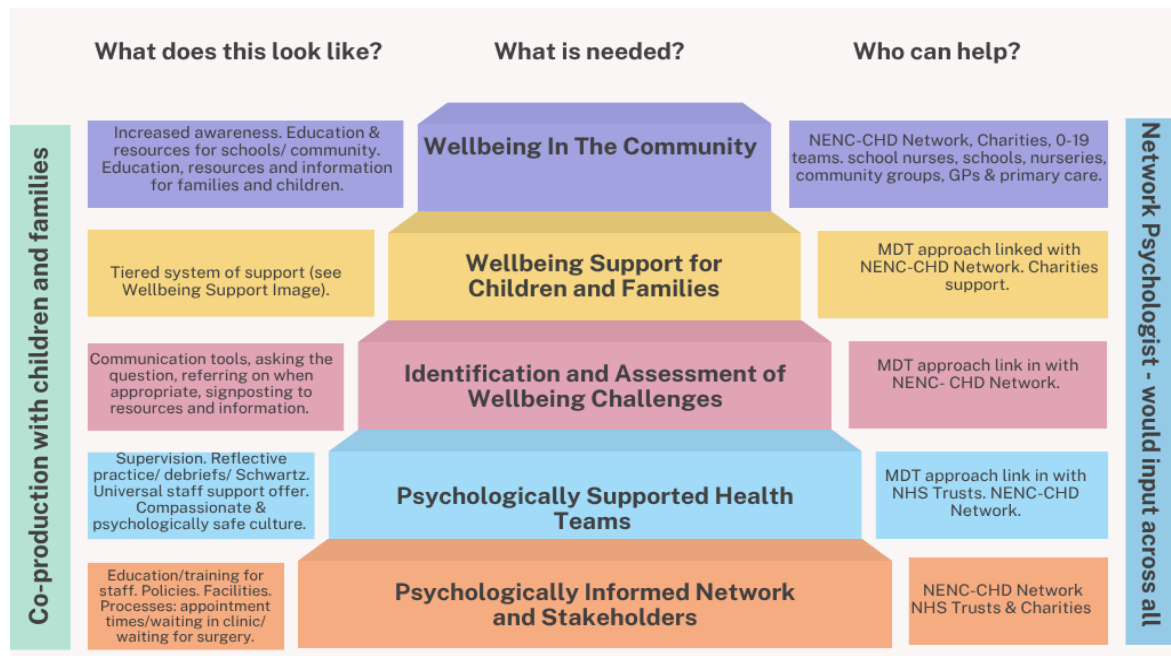 What does this look like?
What is needed?
Who can help?
Co-production with children and families
Increased awareness. Education &
resources for schools/ community.
Education, resources and information
for families and children.
Wellbeing In The Community
NENC-CHD Network, Charities, 0-19
teams. school nurses, schools, nurseries,
community groups, GPs & primary care.
Tiered system of support (see
Wellbeing Support Image).
Wellbeing Support for
Children and Families
MDT approach linked with
NENC-CHD Network. Charities
support.
Communication tools, asking the
question, referring on when
appropriate, signposting to
resources and information.
Identification and Assessment of
Wellbeing Challenges
MDT approach link in with
NENC- CHD Network.
Supervision. Reflective
practice/ debriefs/ Schwartz.
Universal staff support offer.
Compassionate &
psychologically safe culture.
Psychologically Supported Health
Teams
MDT approach link in with
NHS Trusts. NENC-CHD
Network.
Education/training for
staff. Policies. Facilities.
Processes: appointment
times/waiting in clinic/
waiting for surgery.
Psychologically Informed Network
and Stakeholders
NENC-CHD Network
NHS Trusts & Charities
Network Psychologist - would input across all